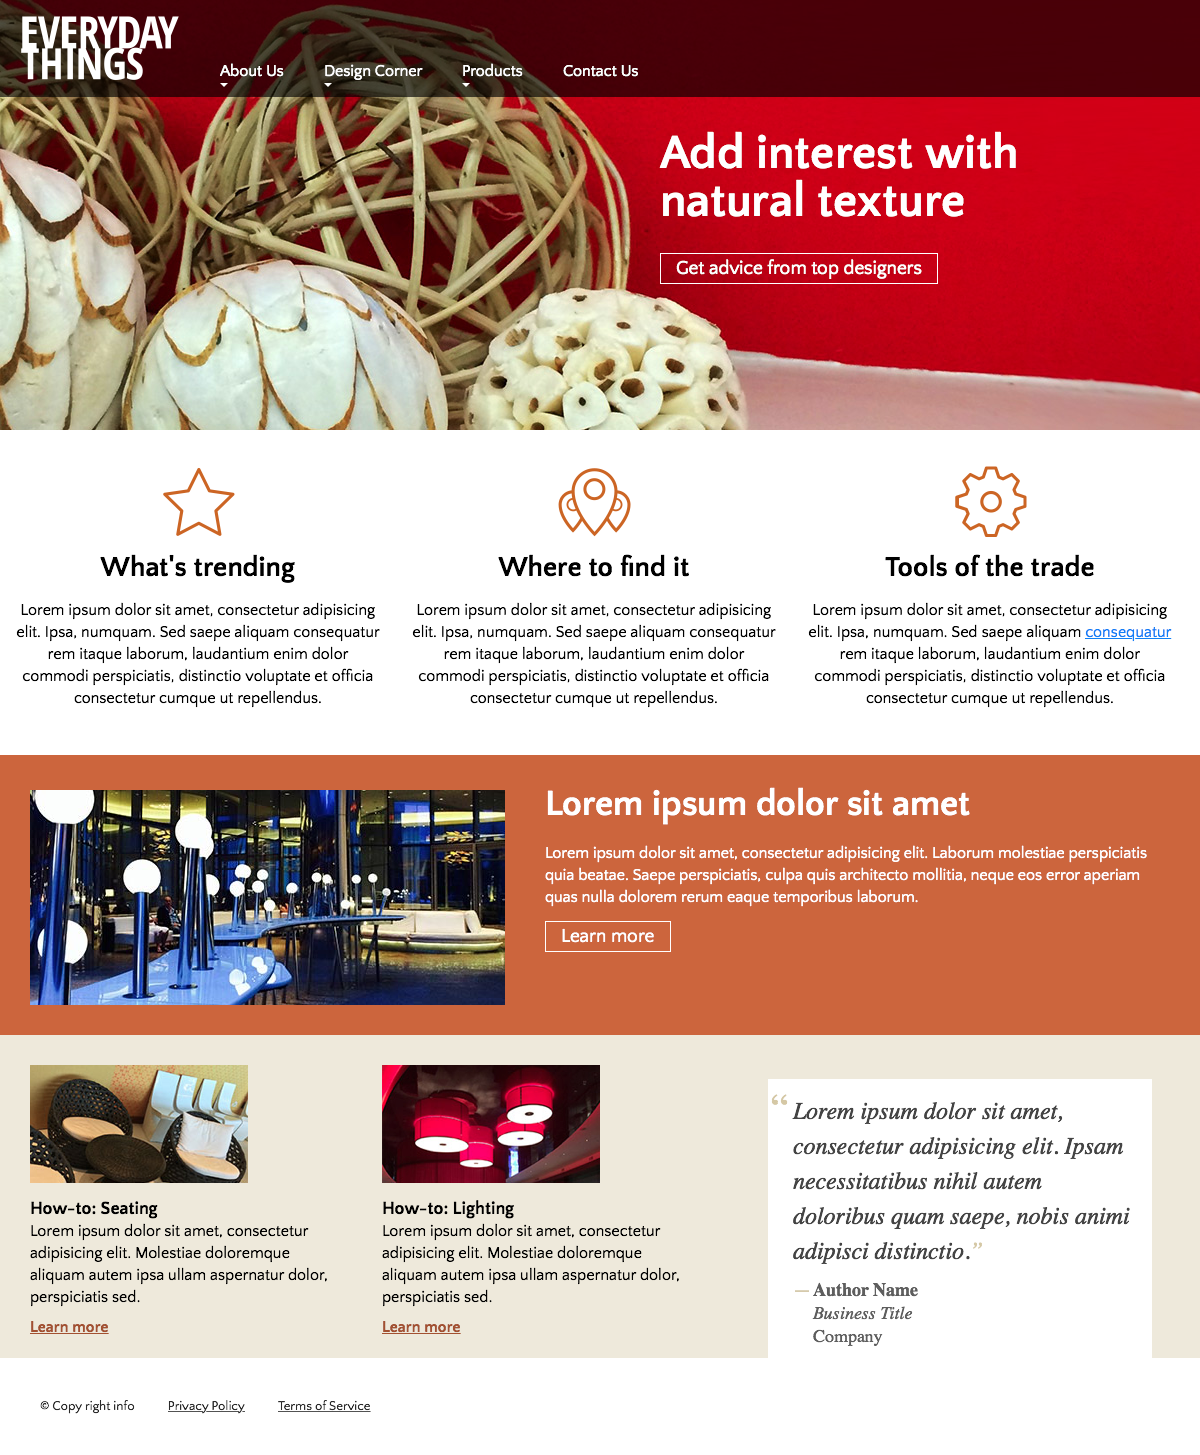 EVERYDAY
THINGS
About Us
Design Corner
Products
Contact Us
Add interest with
natural texture
Get advice from top designers
What's trending
Lorem ipsum dolor sit amet, consectetur adipisicing
elit. Ipsa, numquam. Sed saepe aliquam consequatur
rem itaque laborum, laudantium enim dolor
commodi perspiciatis, distinctio voluptate et officia
consectetur cumque ut repellendus.
Where to find it
Lorem ipsum dolor sit amet, consectetur adipisicing
elit. Ipsa, numquam. Sed saepe aliquam consequatur
rem itaque laborum, laudantium enim dolor
commodi perspiciatis, distinctio voluptate et officia
consectetur cumque ut repellendus.
Tools of the trade
Lorem ipsum dolor sit amet, consectetur adipisicing
elit. Ipsa, numquam. Sed saepe aliquam consequatur
rem itaque laborum, laudantium enim dolor
commodi perspiciatis, distinctio voluptate et officia
consectetur cumque ut repellendus.
Lorem ipsum dolor sit amet
Lorem ipsum dolor sit amet, consectetur adipisicing elit. Laborum molestiae perspiciatis
quia beatae. Saepe perspiciatis, culpa quis architecto mollitia, neque eos error aperiam
quas nulla dolorem rerum eaque temporibus laborum.
Learn more
How-to: Seating
Lorem ipsum dolor sit amet, consectetur
adipisicing elit. Molestiae doloremque
aliquam autem ipsa ullam aspernatur dolor,
perspiciatis sed.
Learn more
How-to: Lighting
Lorem ipsum dolor sit amet, consectetur
adipisicing elit. Molestiae doloremque
aliquam autem ipsa ullam aspernatur dolor,
perspiciatis sed.
Learn more
“Lorem ipsum dolor sit amet,
consectetur adipisicing elit. Ipsam
necessitatibus nihil autem
doloribus quam saepe, nobis animi
adipisci distinctio.”
— Author Name
Business Title
Company
© Copy right info
Privacy Policy
Terms of Service